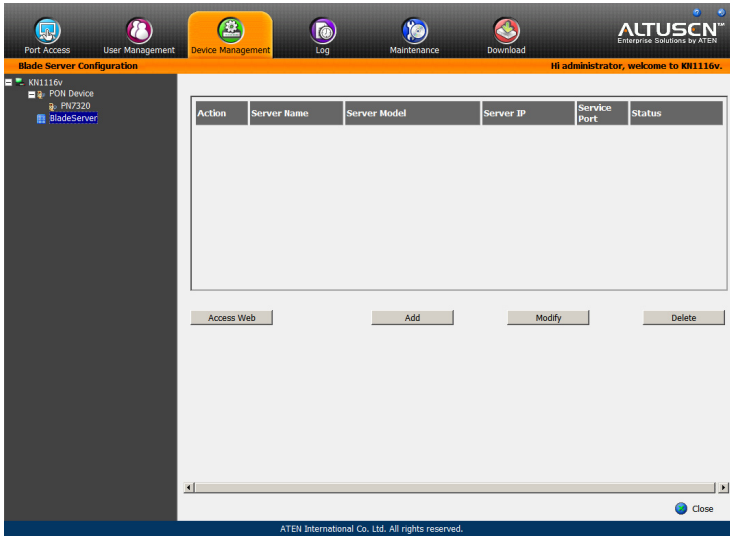 ALTUSCN™
Enterprise Solutions by ATEN
Port Access
User Management
Device Management
Log
Maintenance
Download
Blade Server Configuration
Hi administrator, welcome to KN1116v.
KN1116v
PON Device
PN7320
BladeServer
Action
Server Name
Server Model
Server IP
Service Port
Status
Access Web
Add
Modify
Delete
Close
ATEN International Co. Ltd. All rights reserved.